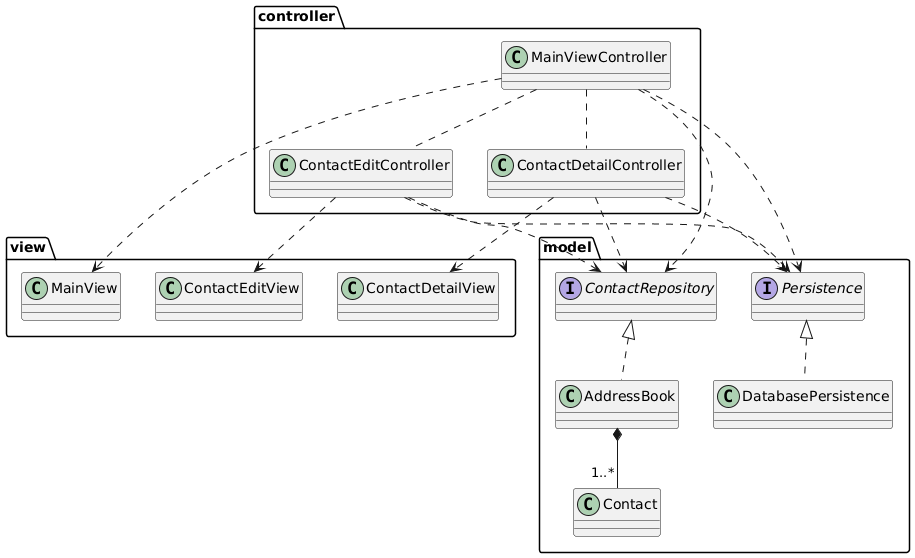 controller
C MainViewController
C ContactEditController
C ContactDetailController
view
C MainView
C ContactEditView
C ContactDetailView
model
I ContactRepository
I Persistence
C AddressBook
C DatabasePersistence
1..*
C Contact